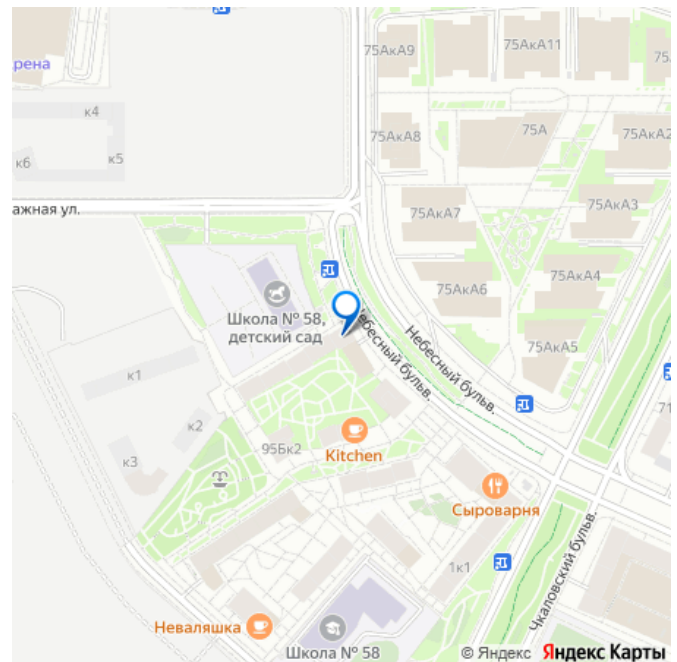 75АкА9
75АкА11
75
рена
к4
75АкА8
75А
75АкА2
к6
к5
75АкА3
ажная ул.
75АкА7
75АкА4
75АкА6
Школа № 58,
детский сад
Небесный бульв.
Небесный бульв.
75АкА5
к1
71
к2
95Бк2
Kitchen
к3
Сыроварня
1к1
Чкаловский бульв.
Неваляшка
Школа № 58
© Яндекс Яндекс Карты